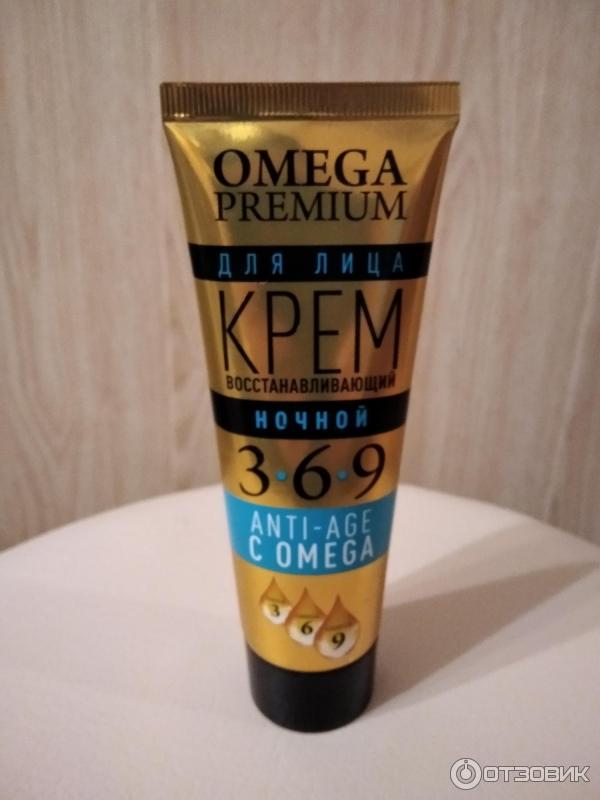 OMEGA
PREMIUM
ДЛЯ ЛИЦА
КРЕМ
ВОССТАНАВЛИВАЮЩИЙ
НОЧНОЙ
3·6·9
ANTI-AGE
С OMEGA
3 6 9
ОТЗОВИК